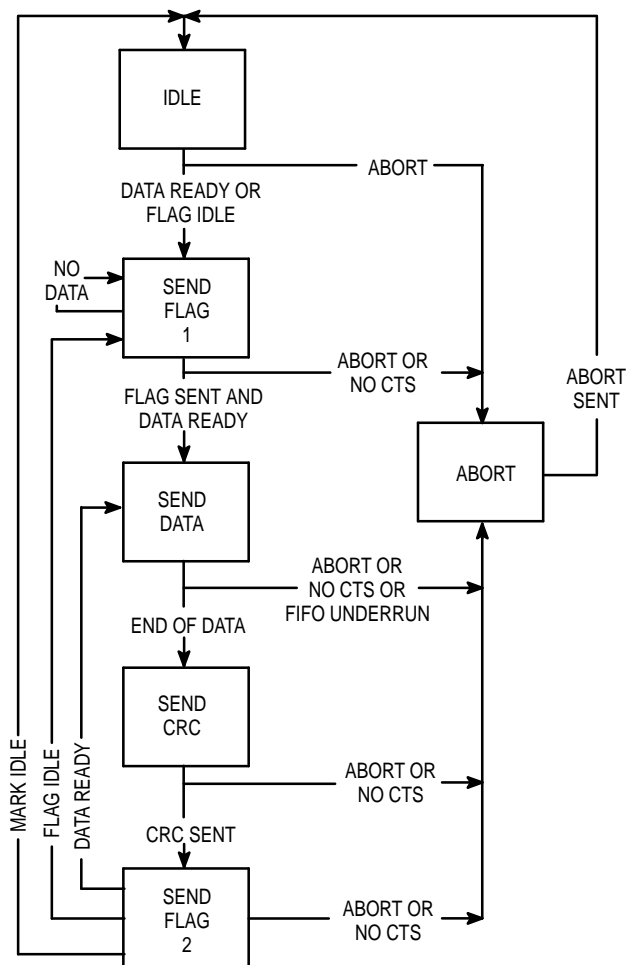 IDLE
ABORT
DATA READY OR
FLAG IDLE
NO
DATA
SEND
FLAG
1
ABORT OR
NO CTS
ABORT
SENT
FLAG SENT AND
DATA READY
ABORT
SEND
DATA
ABORT OR
NO CTS OR
FIFO UNDERRUN
END OF DATA
SEND
CRC
MARK IDLE
FLAG IDLE
DATA READY
ABORT OR
NO CTS
CRC SENT
SEND
FLAG
2
ABORT OR
NO CTS